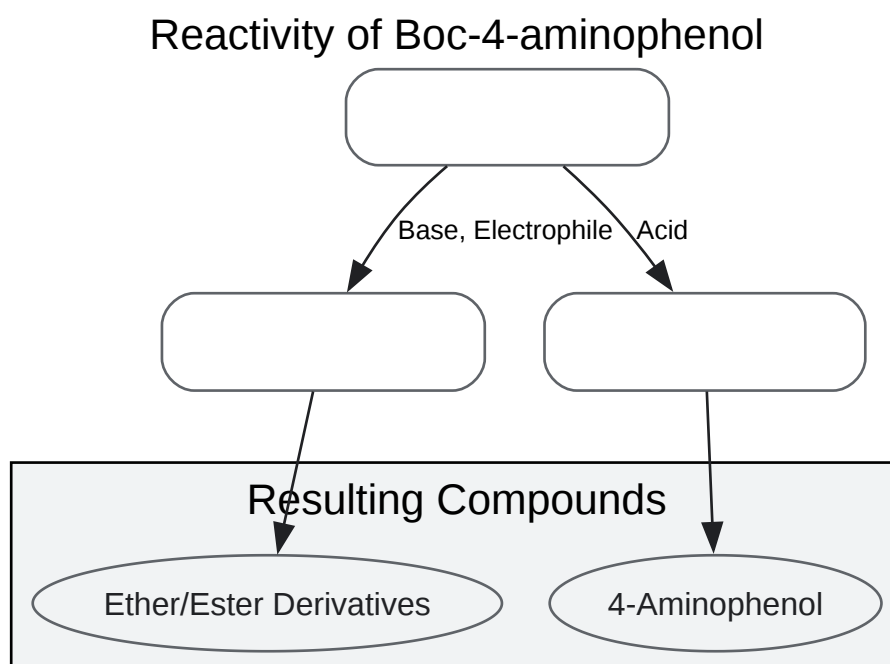 Reactivity of Boc-4-aminophenol
Base, Electrophile
Acid
Resulting Compounds
Ether/Ester Derivatives
4-Aminophenol